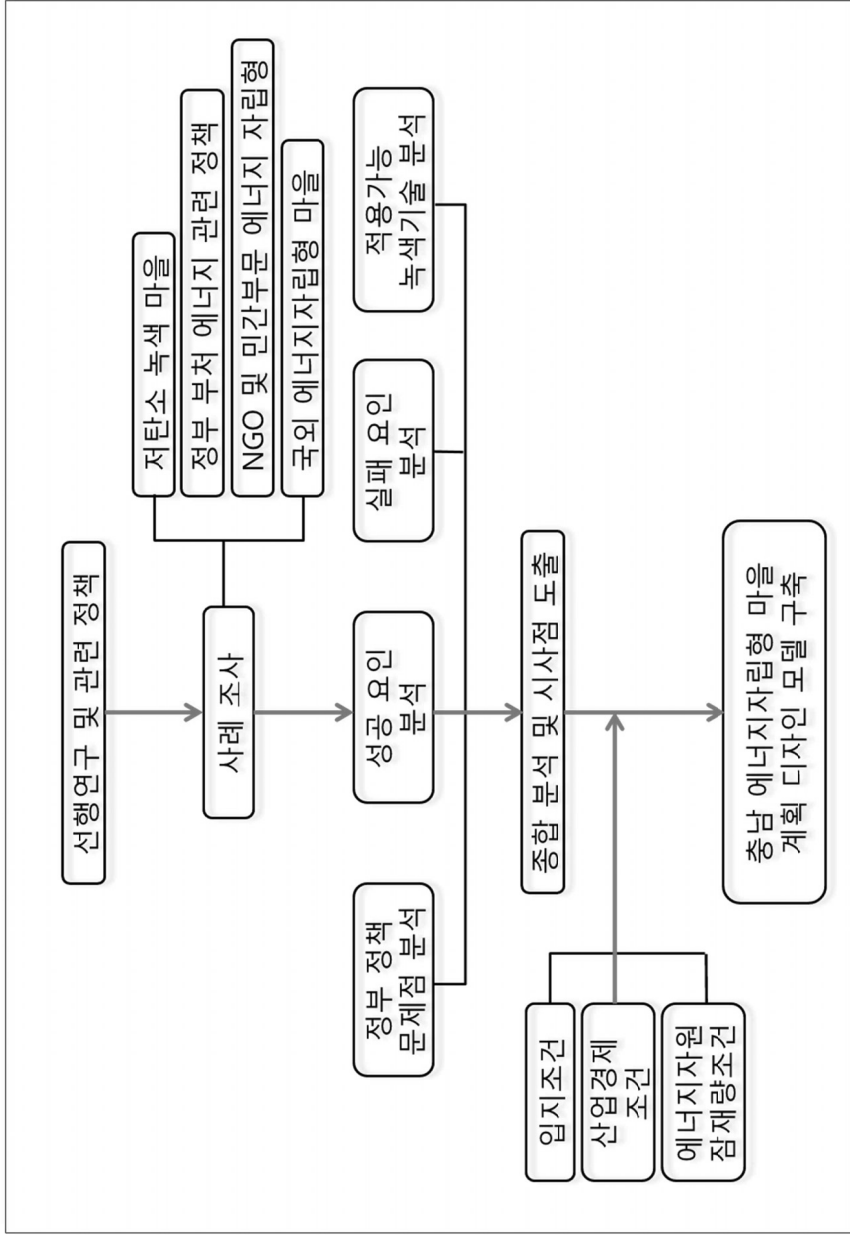 선행연구 및 관련 정책
사례 조사
저탄소 녹색 마을
정부 부처 에너지 관련 정책
NGO 및 민간부문 에너지 자립형
국외 에너지자립형 마을
정부 정책
문제점 분석
성공 요인
분석
실패 요인
분석
적용가능
녹색기술 분석
종합 분석 및 시사점 도출
입지조건
산업경제
조건
에너지자원
잠재량조건
충남 에너지자립형 마을
계획 디자인 모델 구축